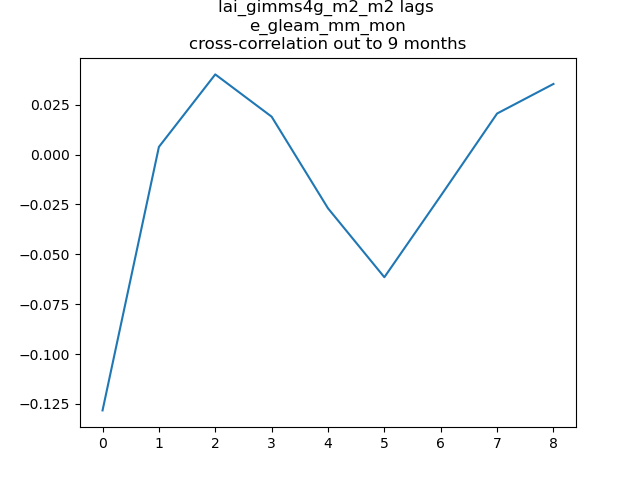 lai_gimms4g_m2_m2 lags
e_gleam_mm_mon
cross-correlation out to 9 months
0.025
0.000
−0.025
−0.050
−0.075
−0.100
−0.125
0 1 2 3 4 5 6 7 8